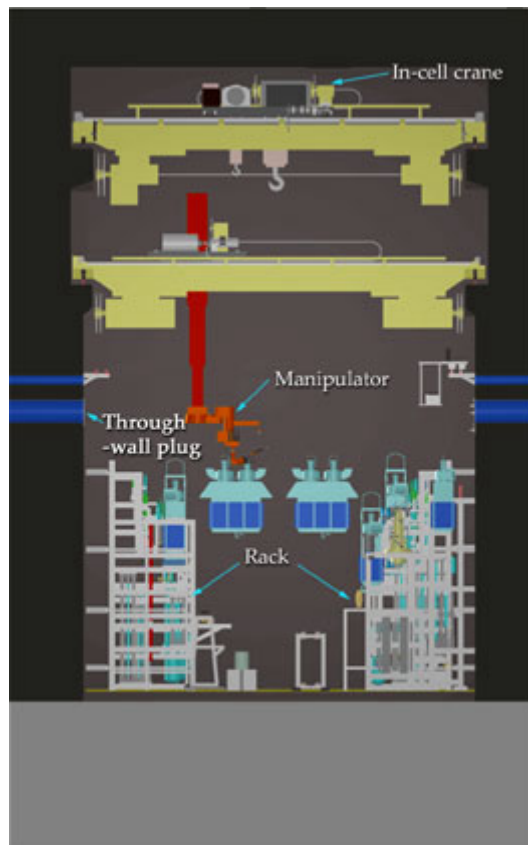 In-cell crane
Manipulator
Through
-wall plug
Rack